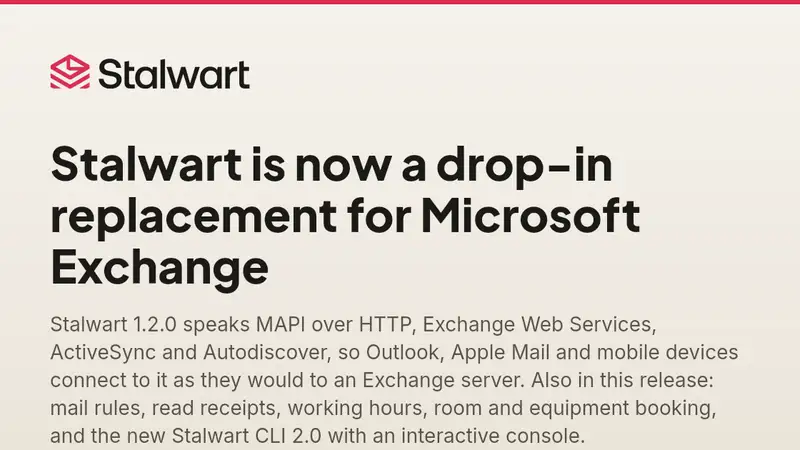 Stalwart
Stalwart is now a drop-in
replacement for Microsoft
Exchange
Stalwart 1.2.0 speaks MAPI over HTTP, Exchange Web Services,
ActiveSync and Autodiscover, so Outlook, Apple Mail and mobile devices
connect to it as they would to an Exchange server. Also in this release:
mail rules, read receipts, working hours, room and equipment booking,
and the new Stalwart CLI 2.0 with an interactive console.